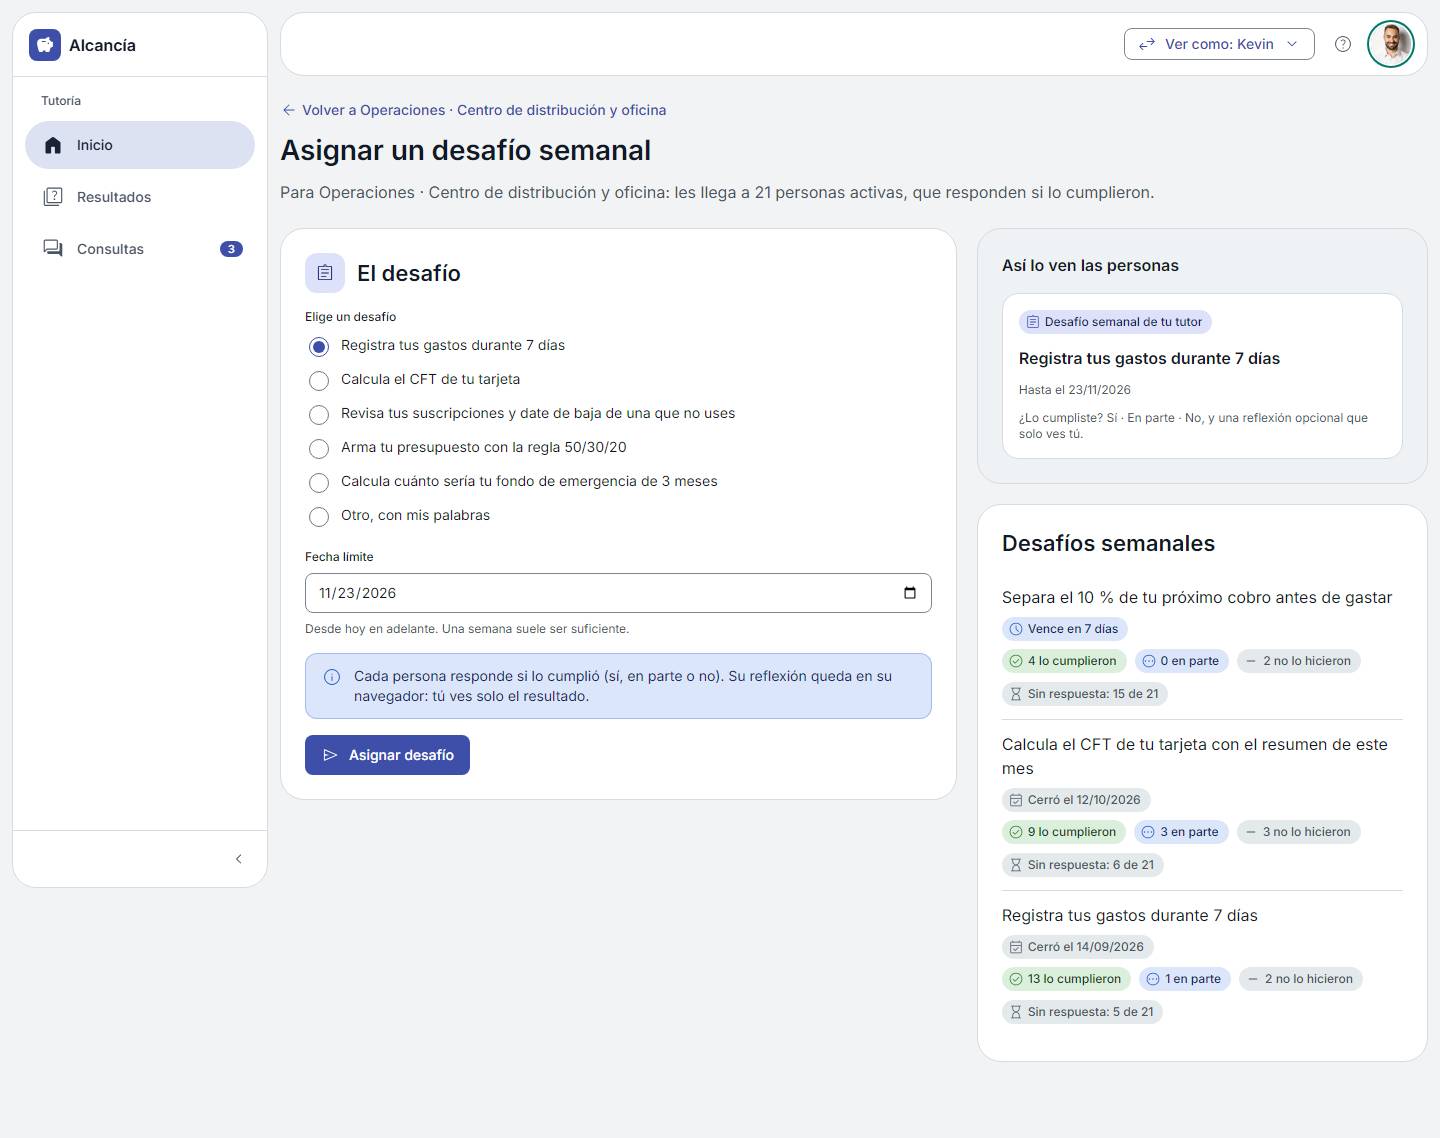 Alcancía
Ver como: Kevin
Tutoría
Inicio
Resultados
Consultas
3
Volver a Operaciones · Centro de distribución y oficina
Asignar un desafío semanal
Para Operaciones · Centro de distribución y oficina: les llega a 21 personas activas, que responden si lo cumplieron.
El desafío
Elige un desafío
Registra tus gastos durante 7 días
Calcula el CFT de tu tarjeta
Revisa tus suscripciones y date de baja de una que no uses
Arma tu presupuesto con la regla 50/30/20
Calcula cuánto sería tu fondo de emergencia de 3 meses
Otro, con mis palabras
Fecha límite
11/23/2026
Desde hoy en adelante. Una semana suele ser suficiente.
Cada persona responde si lo cumplió (sí, en parte o no). Su reflexión queda en su
navegador: tú ves solo el resultado.
Asignar desafío
Así lo ven las personas
Desafío semanal de tu tutor
Registra tus gastos durante 7 días
Hasta el 23/11/2026
¿Lo cumpliste? Sí · En parte · No, y una reflexión opcional que
solo ves tú.
Desafíos semanales
Separa el 10 % de tu próximo cobro antes de gastar
Vence en 7 días
4 lo cumplieron
0 en parte
2 no lo hicieron
Sin respuesta: 15 de 21
Calcula el CFT de tu tarjeta con el resumen de este
mes
Cerró el 12/10/2026
9 lo cumplieron
3 en parte
3 no lo hicieron
Sin respuesta: 6 de 21
Registra tus gastos durante 7 días
Cerró el 14/09/2026
13 lo cumplieron
1 en parte
2 no lo hicieron
Sin respuesta: 5 de 21